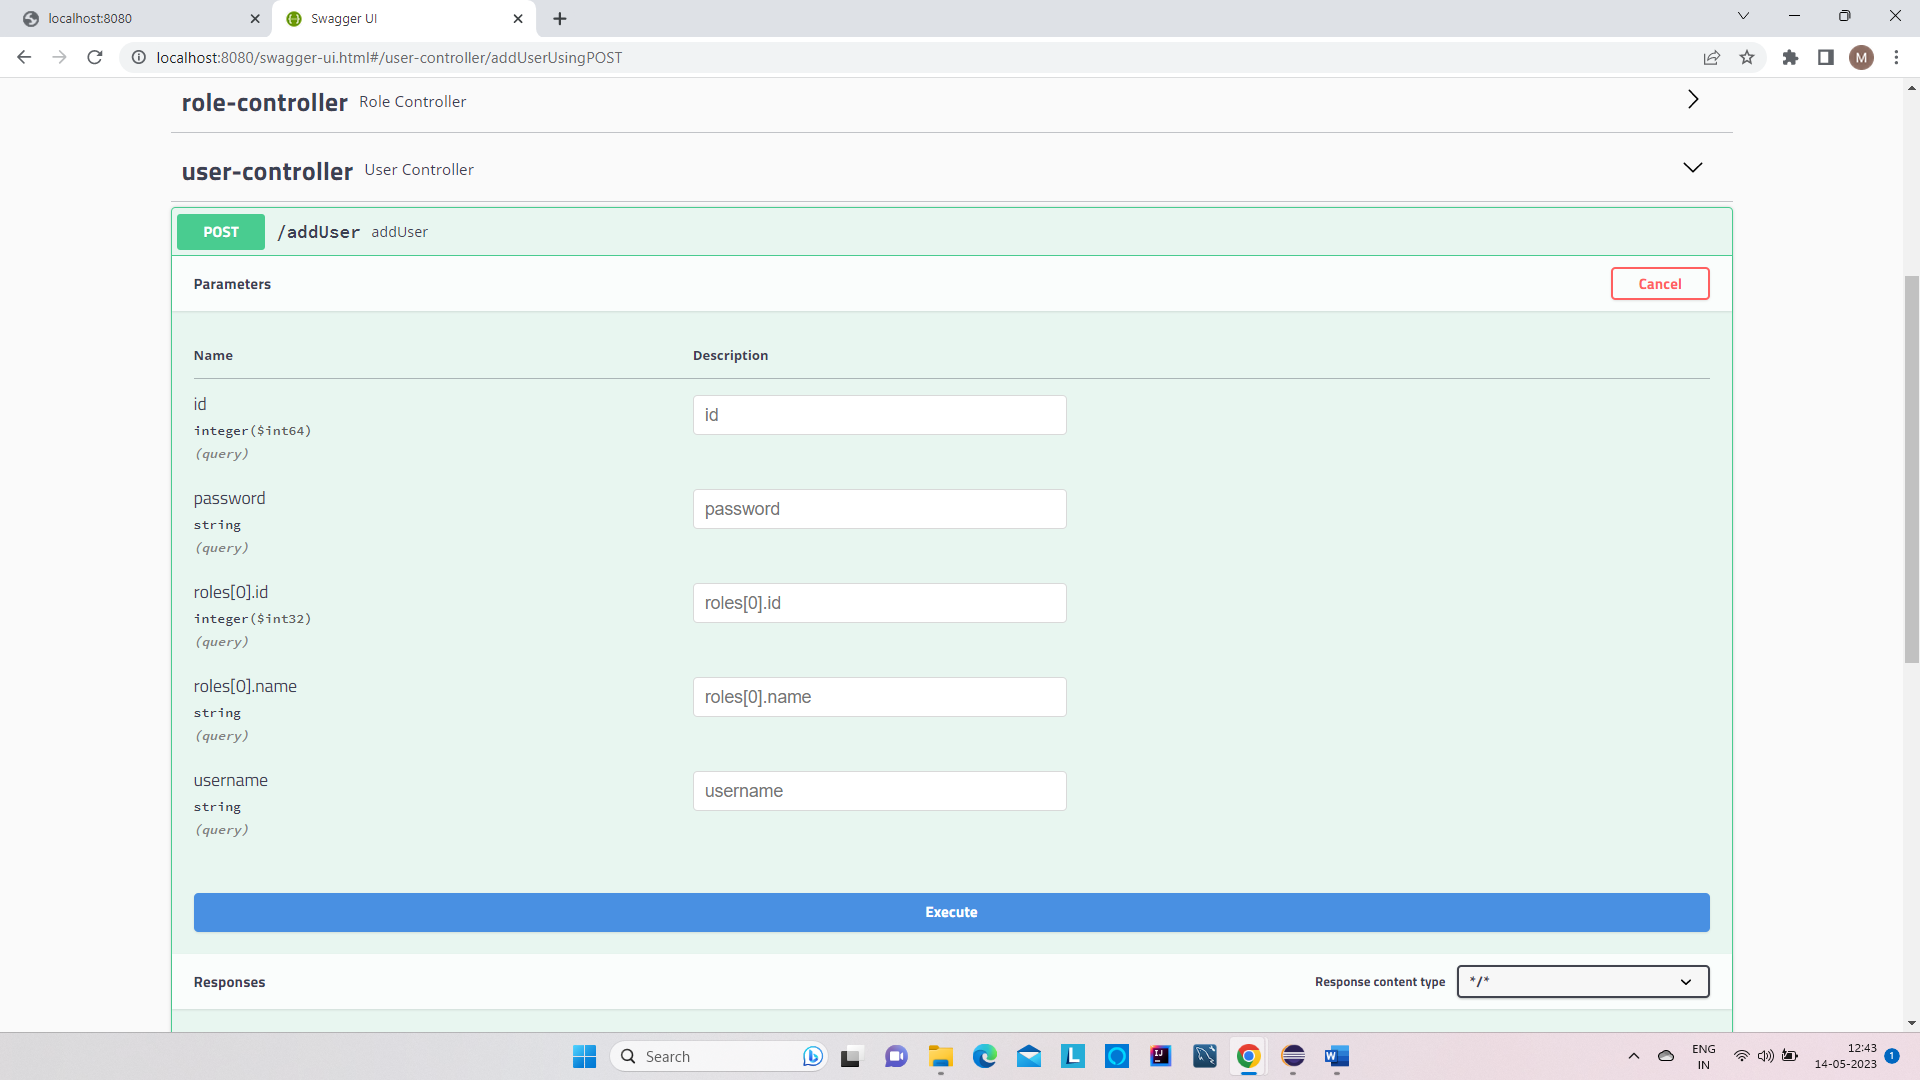 localhost:8080
Swagger UI
localhost:8080/swagger-ui.html#/user-controller/addUserUsingPOST
M
role-controller Role Controller
user-controller User Controller
POST /addUser addUser
Parameters
Cancel
Name Description
id
integer($int64)
(query)
id
password
string
(query)
password
roles[0].id
integer($int32)
(query)
roles[0].id
roles[0].name
string
(query)
roles[0].name
username
string
(query)
username
Execute
Responses
Response content type */*
Search
L
IJ
W
ENG
IN
12:43
14-05-2023
1